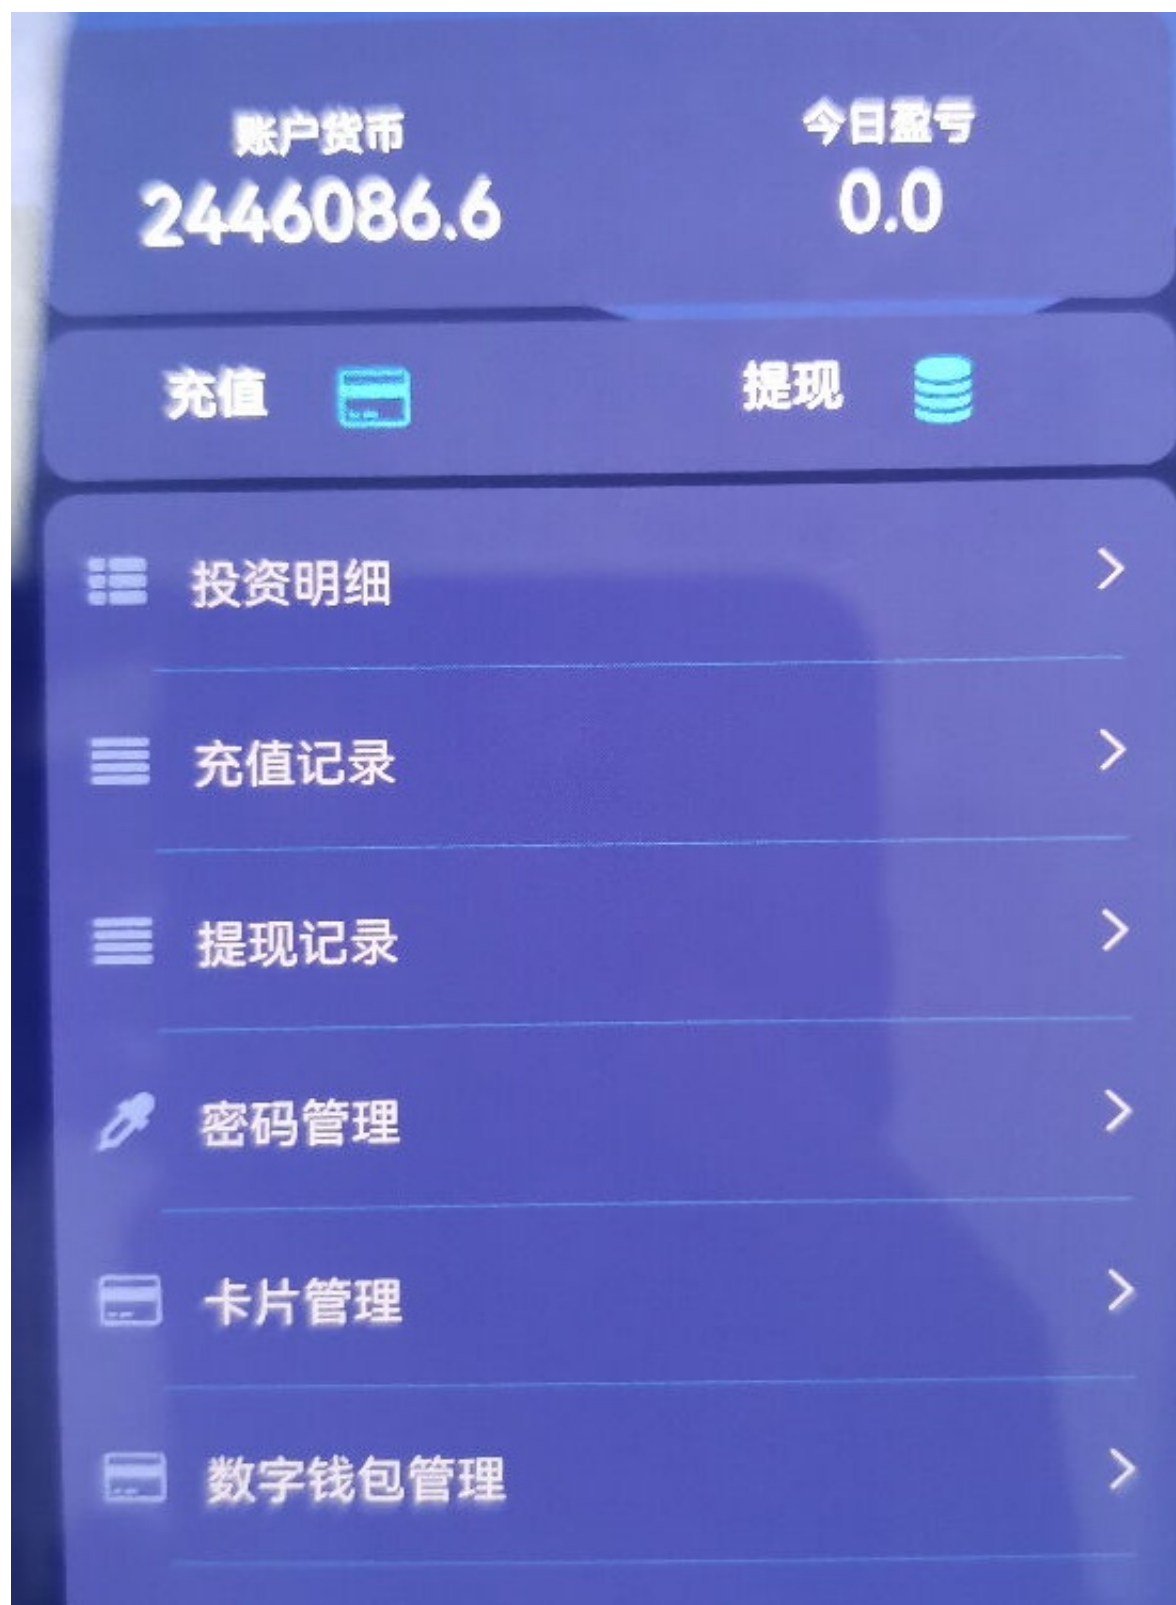 账户货币
今日盈亏
2446086.6
0.0
充值
提现
投资明细
充值记录
提现记录
密码管理
卡片管理
数字钱包管理